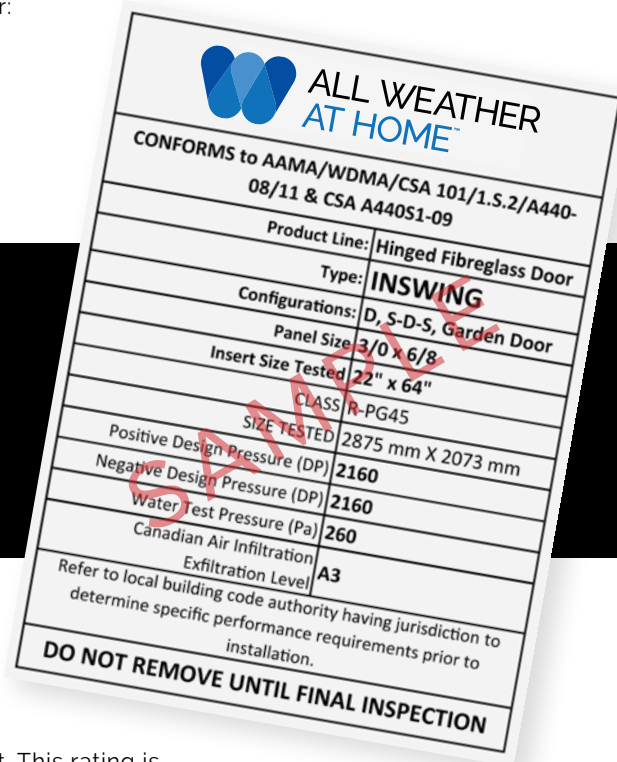 r:
ALL WEATHER
AT HOME™
CONFORMS to AAMA/WDMA/CSA 101/1.S.2/A440-
08/11 & CSA A440S1-09
Product Line: Hinged Fibreglass Door
Type: INSWING
Configurations: D, S-D-S, Garden Door
Panel Size 3/0 x 6/8
Insert Size Tested 22" x 64"
CLASS R-PG45
SIZE TESTED 2875 mm X 2073 mm
Positive Design Pressure (DP) 2160
Negative Design Pressure (DP) 2160
Water Test Pressure (Pa) 260
Canadian Air Infiltration
Exfiltration Level A3
Refer to local building code authority having jurisdiction to
determine specific performance requirements prior to
installation.
DO NOT REMOVE UNTIL FINAL INSPECTION
SAMPLE
t. This rating is